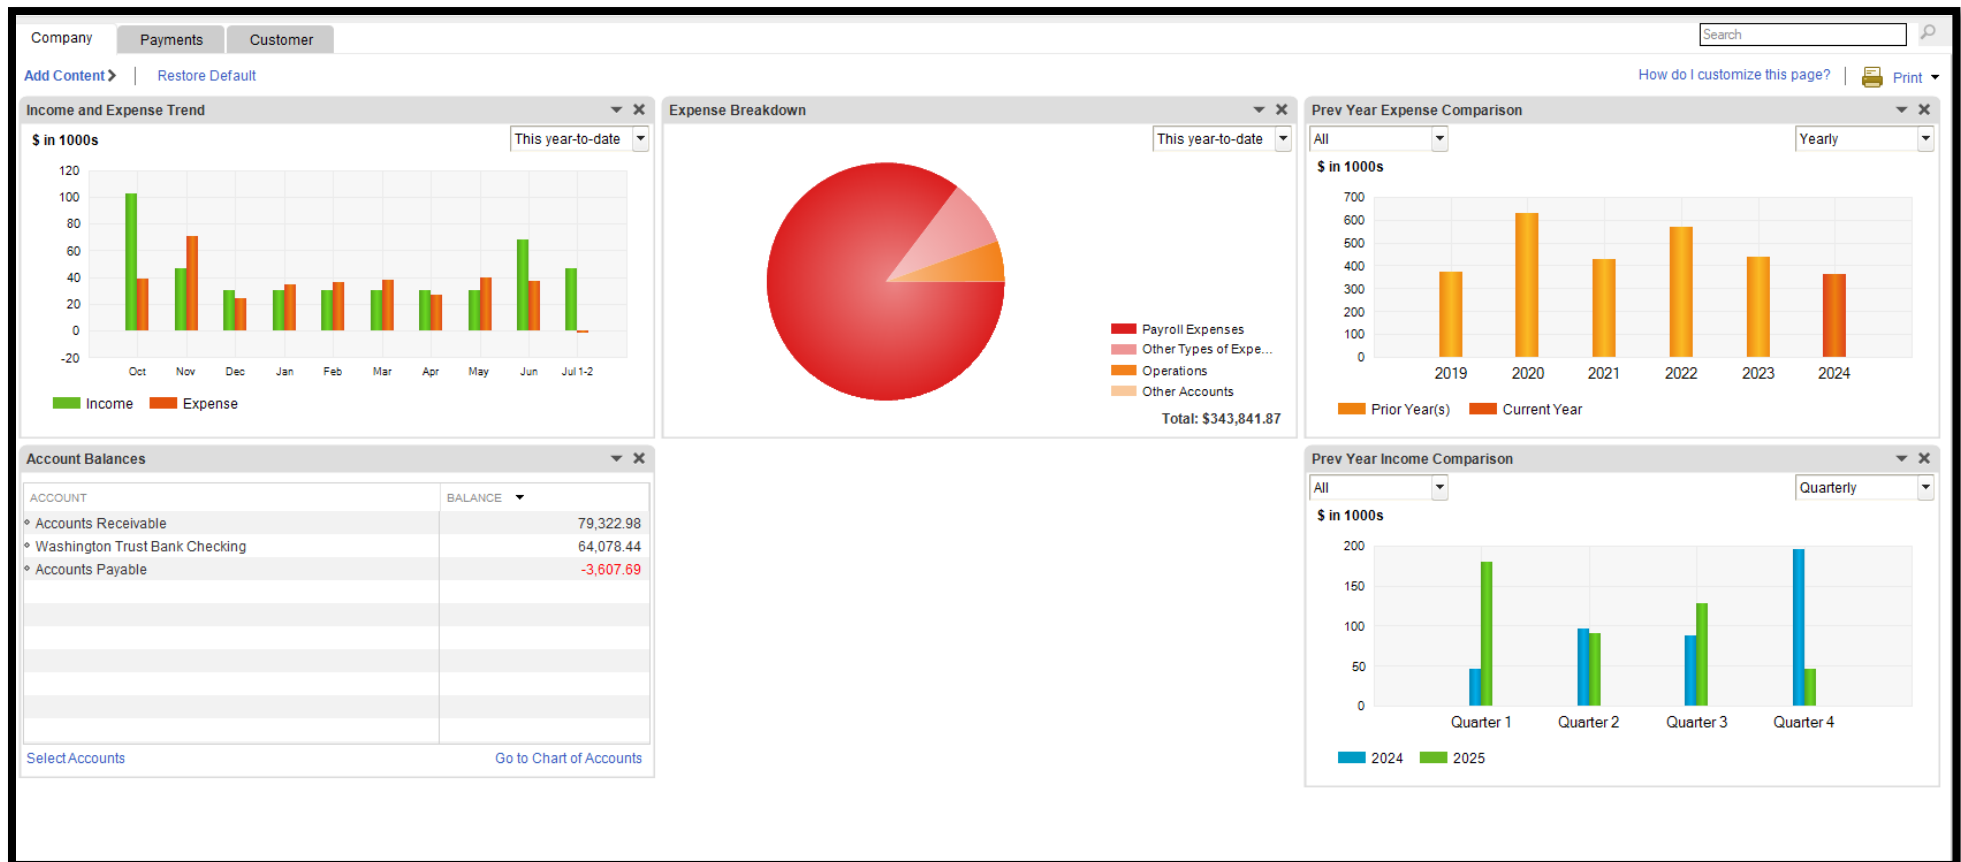 Company Payments Customer Search
Add Content Restore Default How do I customize this page? Print
Income and Expense Trend
$ in 1000s This year-to-date
120
100
80
60
40
20
0
-20
Oct Nov Dec Jan Feb Mar Apr May Jun Jul 1-2
Income Expense
Expense Breakdown
This year-to-date
Payroll Expenses
Other Types of Expe...
Operations
Other Accounts
Total: $343,841.87
Prev Year Expense Comparison
All Yearly
$ in 1000s
700
600
500
400
300
200
100
0
2019 2020 2021 2022 2023 2024
Prior Year(s) Current Year
Account Balances
ACCOUNT BALANCE
Accounts Receivable 79,322.98
Washington Trust Bank Checking 64,078.44
Accounts Payable -3,607.69
Select Accounts Go to Chart of Accounts
Prev Year Income Comparison
All Quarterly
$ in 1000s
200
150
100
50
0
Quarter 1 Quarter 2 Quarter 3 Quarter 4
2024 2025